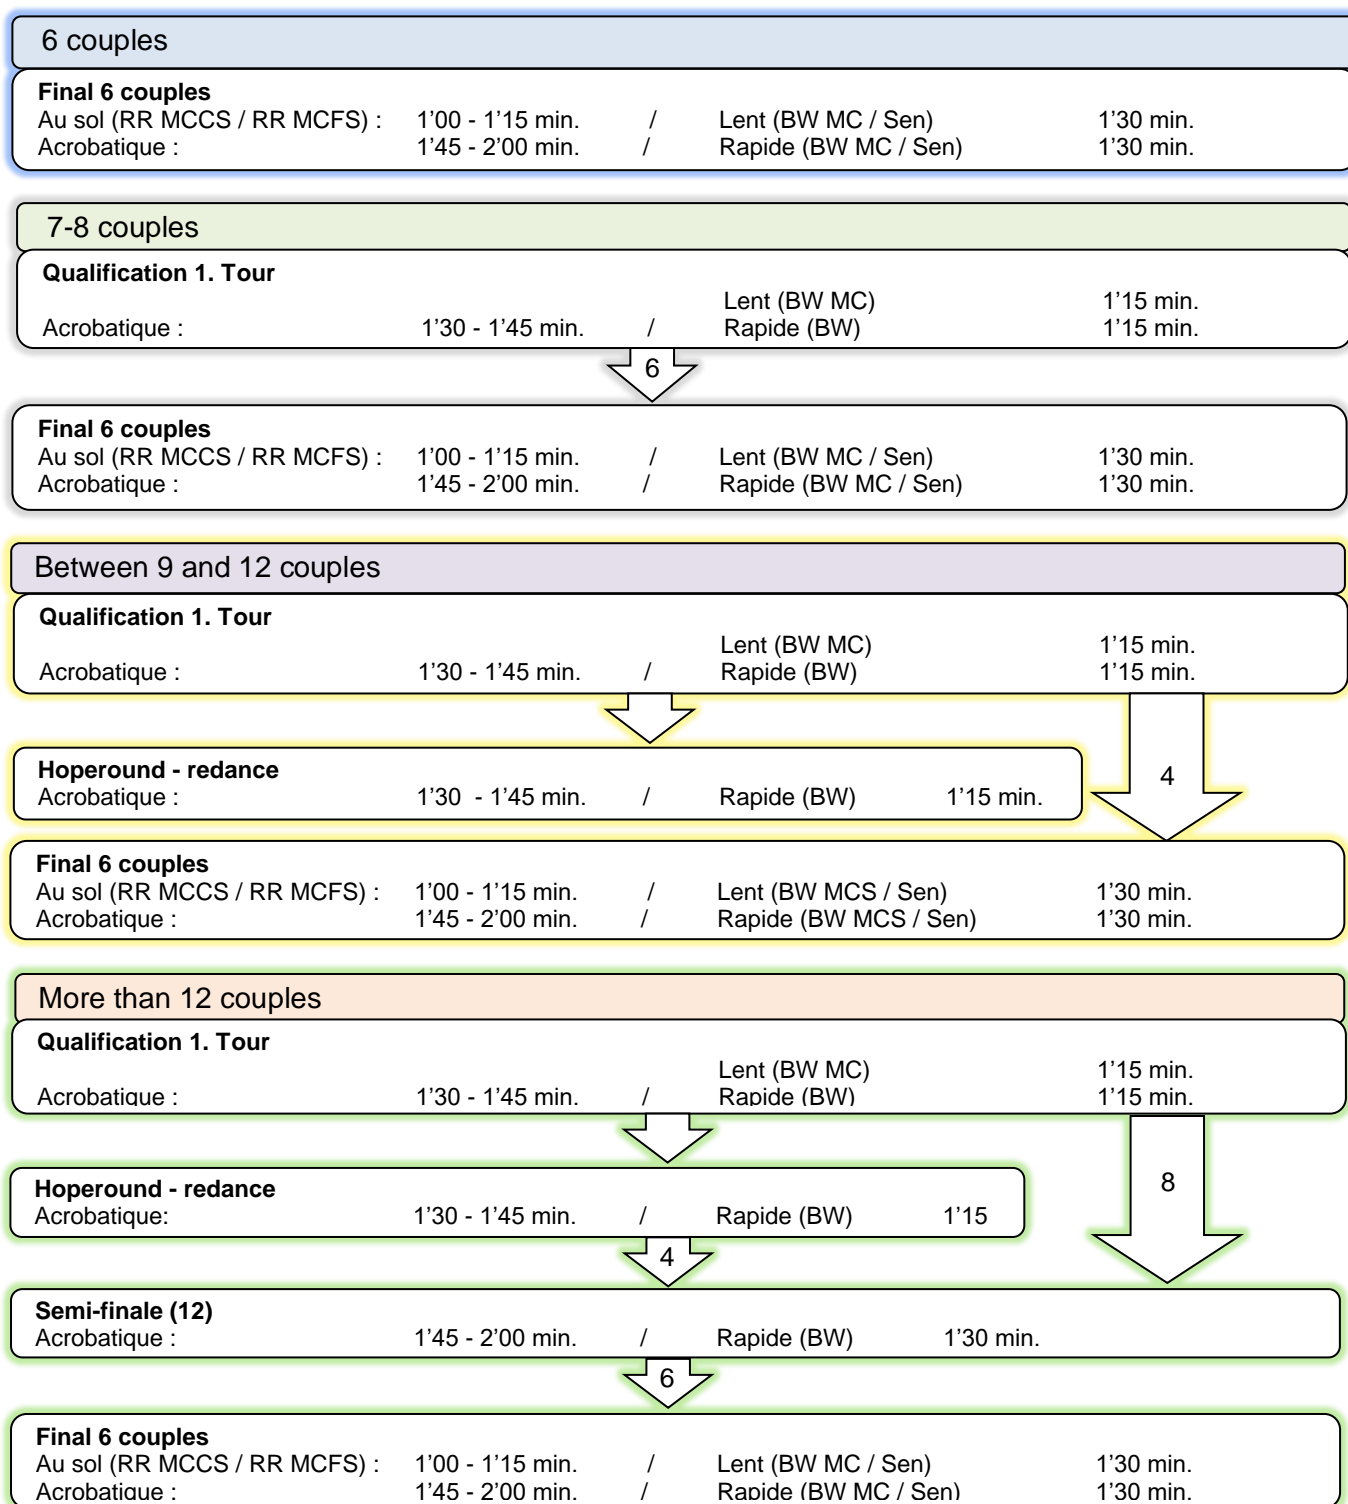 6 couples
Final 6 couples
Au sol (RR MCCS / RR MCFS) : 1’00 - 1’15 min. / Lent (BW MC / Sen) 1’30 min.
Acrobatique : 1’45 - 2’00 min. / Rapide (BW MC / Sen) 1’30 min.
7-8 couples
Qualification 1. Tour
Lent (BW MC) 1’15 min.
Acrobatique : 1’30 - 1’45 min. / Rapide (BW) 1’15 min.
6
Final 6 couples
Au sol (RR MCCS / RR MCFS) : 1’00 - 1’15 min. / Lent (BW MC / Sen) 1’30 min.
Acrobatique : 1’45 - 2’00 min. / Rapide (BW MC / Sen) 1’30 min.
Between 9 and 12 couples
Qualification 1. Tour
Lent (BW MC) 1’15 min.
Acrobatique : 1’30 - 1’45 min. / Rapide (BW) 1’15 min.
Hoperound - redance
Acrobatique : 1’30 - 1’45 min. / Rapide (BW) 1’15 min.
4
Final 6 couples
Au sol (RR MCCS / RR MCFS) : 1’00 - 1’15 min. / Lent (BW MCS / Sen) 1’30 min.
Acrobatique : 1’45 - 2’00 min. / Rapide (BW MCS / Sen) 1’30 min.
More than 12 couples
Qualification 1. Tour
Lent (BW MC) 1’15 min.
Acrobatique : 1’30 - 1’45 min. / Rapide (BW) 1’15 min.
8
Hoperound - redance
Acrobatique: 1’30 - 1’45 min. / Rapide (BW) 1’15
4
Semi-finale (12)
Acrobatique : 1’45 - 2’00 min. / Rapide (BW) 1’30 min.
6
Final 6 couples
Au sol (RR MCCS / RR MCFS) : 1’00 - 1’15 min. / Lent (BW MC / Sen) 1’30 min.
Acrobatique : 1’45 - 2’00 min. / Rapide (BW MC / Sen) 1’30 min.